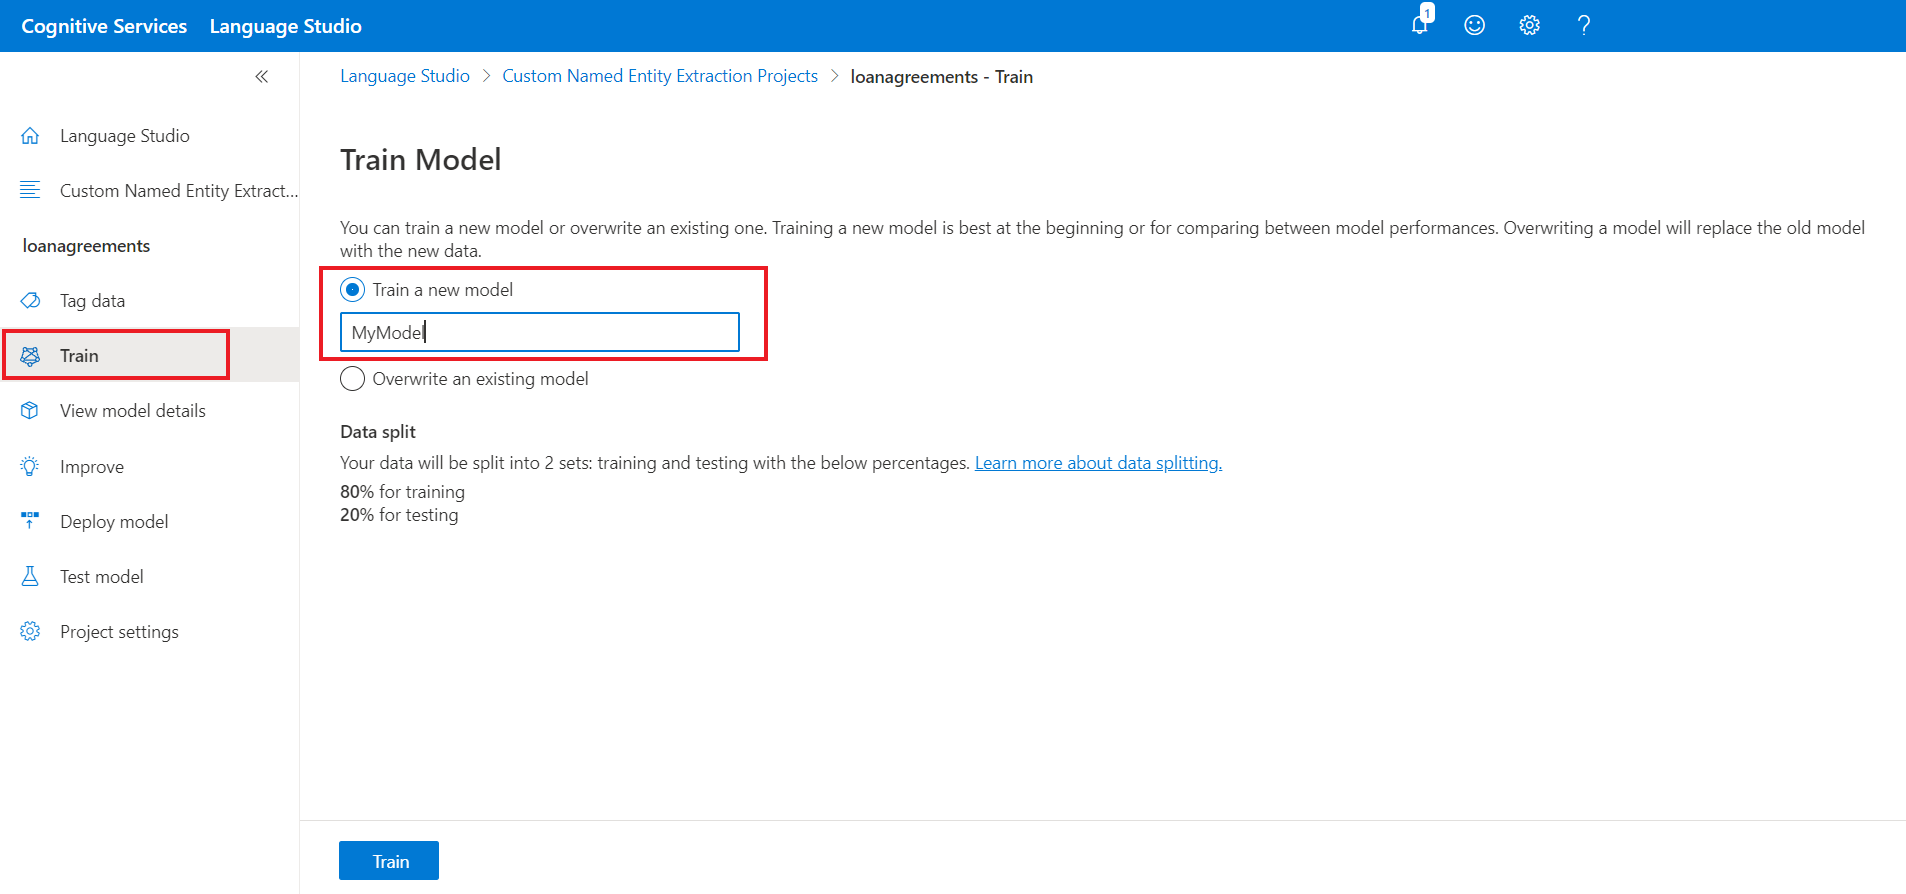 Cognitive Services Language Studio
1
Language Studio > Custom Named Entity Extraction Projects > loanagreements - Train
Language Studio
Custom Named Entity Extract...
loanagreements
Tag data
Train
View model details
Improve
Deploy model
Test model
Project settings
Train Model
You can train a new model or overwrite an existing one. Training a new model is best at the beginning or for comparing between model performances. Overwriting a model will replace the old model
with the new data.
Train a new model
MyModel
Overwrite an existing model
Data split
Your data will be split into 2 sets: training and testing with the below percentages. Learn more about data splitting.
80% for training
20% for testing
Train